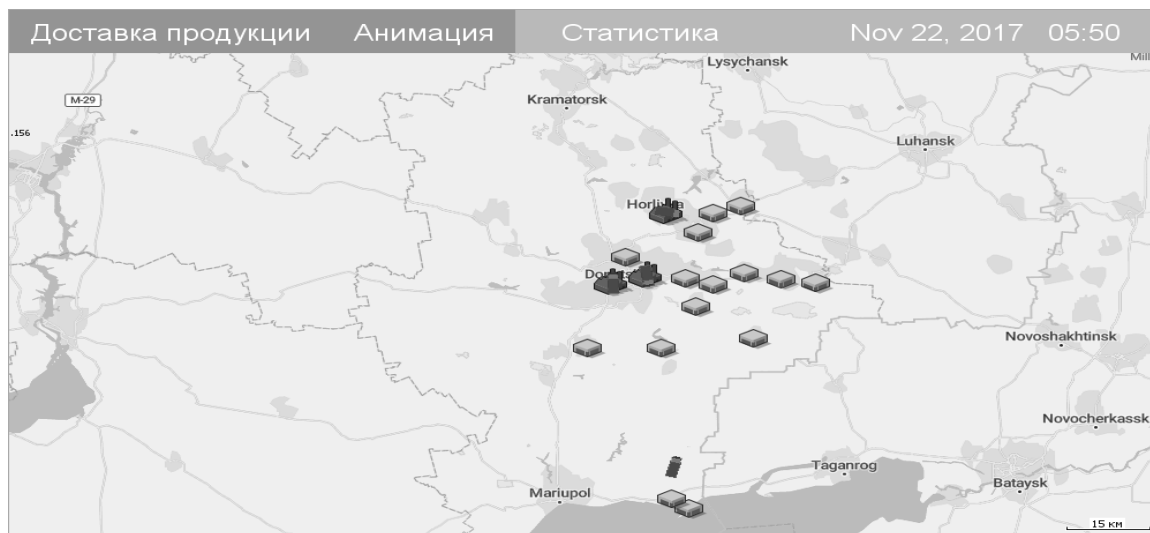 Доставка продукции Анимация Статистика Nov 22, 2017 05:50
Lysychansk
Mill
M-29
Kramatorsk
.156
Luhansk
Novoshakhtinsk
Novocherkassk
Taganrog
Mariupol
Bataysk
15 км